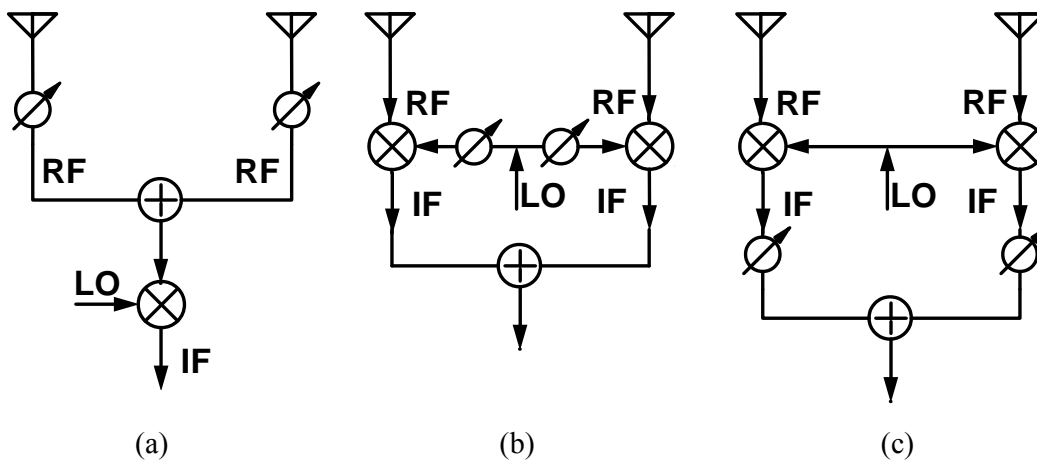 RF RF
LO
IF
(a)
RF RF
IF LO IF
(b)
RF RF
IF LO IF
(c)